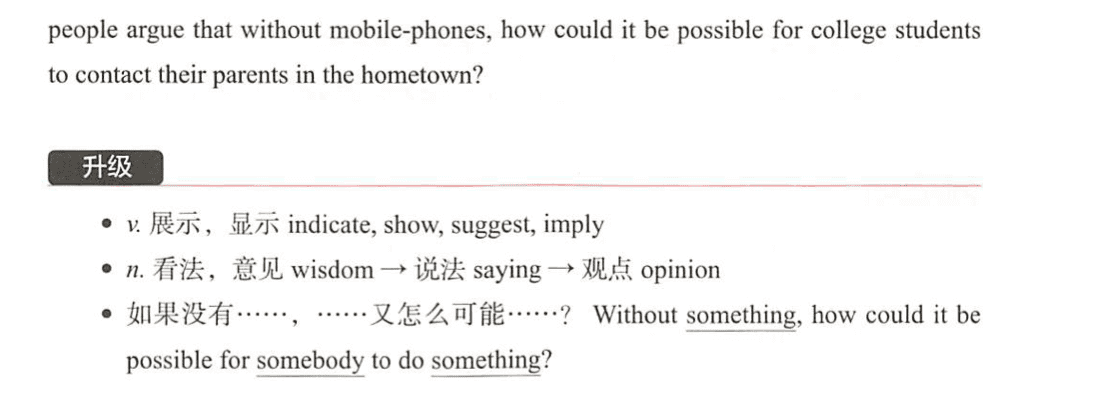 people argue that without mobile-phones, how could it be possible for college students
to contact their parents in the hometown?
升级
• v. 展示，显示 indicate, show, suggest, imply
• n. 看法，意见 wisdom → 说法 saying → 观点 opinion
• 如果没有……，……又怎么可能……? Without something, how could it be
possible for somebody to do something?